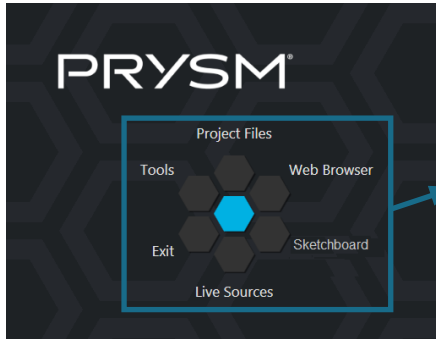 PRYSM®
Project Files
Tools
Web Browser
Exit
Sketchboard
Live Sources